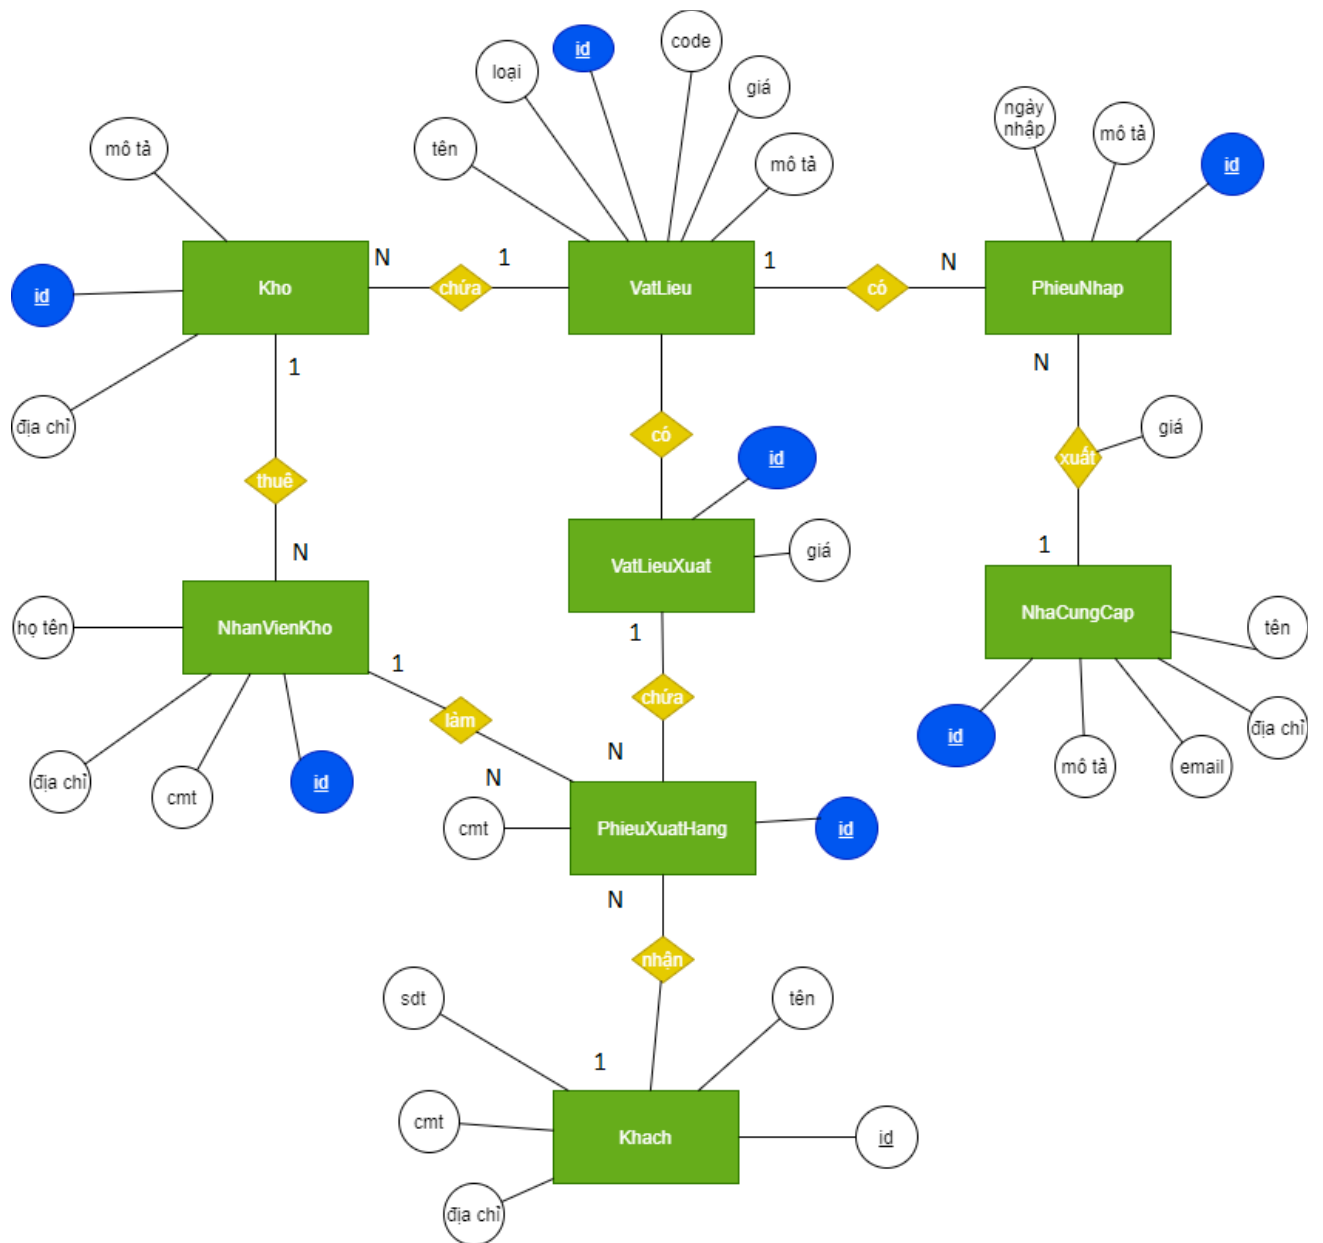 id
code
loại
giá
ngày
nhập
mô tả
tên
mô tả
mô tả
id
N
1
1
N
id
Kho
chứa
VatLieu
có
PhieuNhap
1
N
địa chỉ
có
giá
id
xuất
thuê
N
1
giá
VatLieuXuat
họ tên
NhanVienKho
1
NhaCungCap
tên
1
chứa
làm
id
địa chỉ
N
N
địa chỉ
cmt
id
mô tả
email
cmt
PhieuXuatHang
id
N
nhận
sdt
tên
1
cmt
Khach
id
địa chỉ